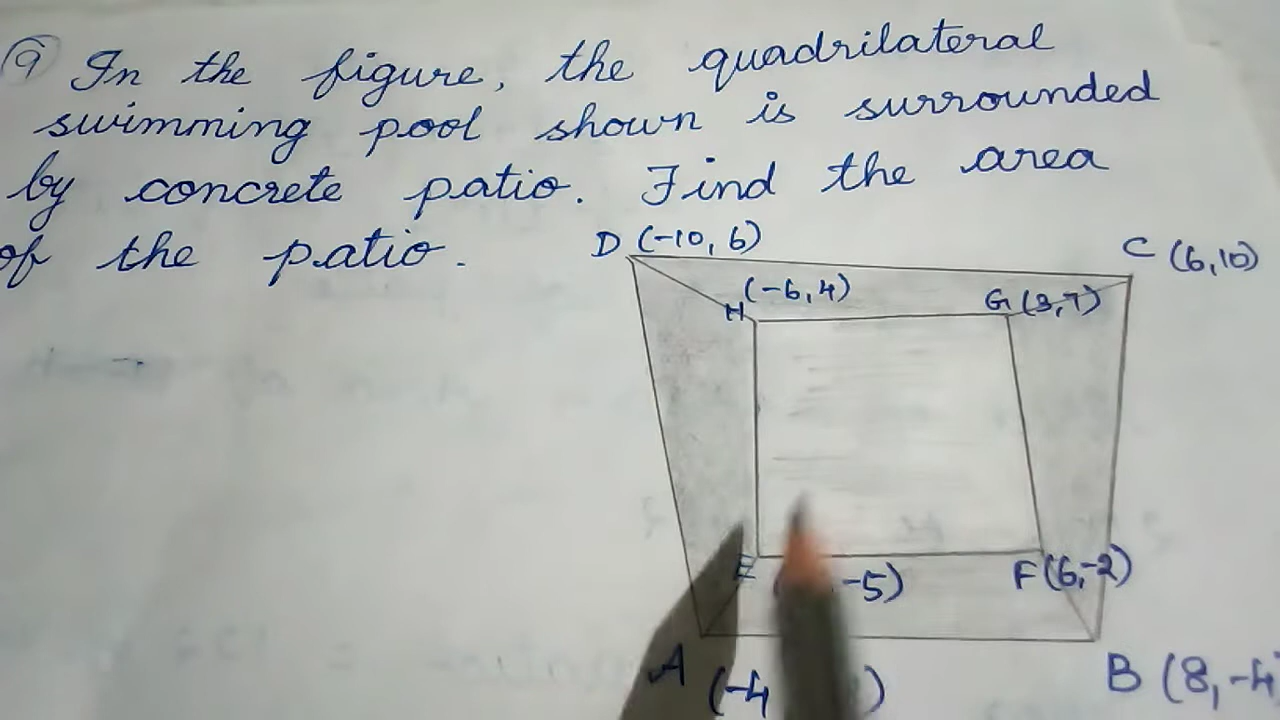 9 In the figure, the quadrilateral
swimming pool shown is surrounded
by concrete patio. Find the area
of the patio.
D (-10, 6)
C (6, 10)
H (-6, 4)
G (3, 7)
E -5)
F (6, -2)
A (-4 )
B (8, -4